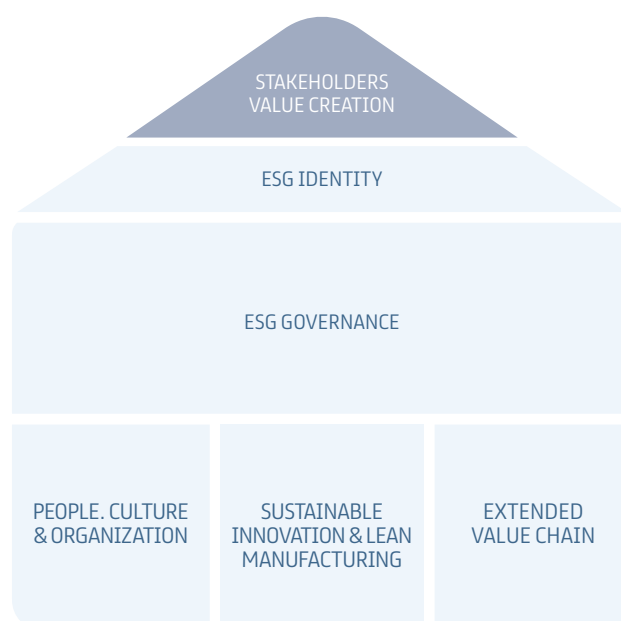 STAKEHOLDERS
VALUE CREATION
ESG IDENTITY
ESG GOVERNANCE
PEOPLE. CULTURE
& ORGANIZATION
SUSTAINABLE
INNOVATION & LEAN
MANUFACTURING
EXTENDED
VALUE CHAIN